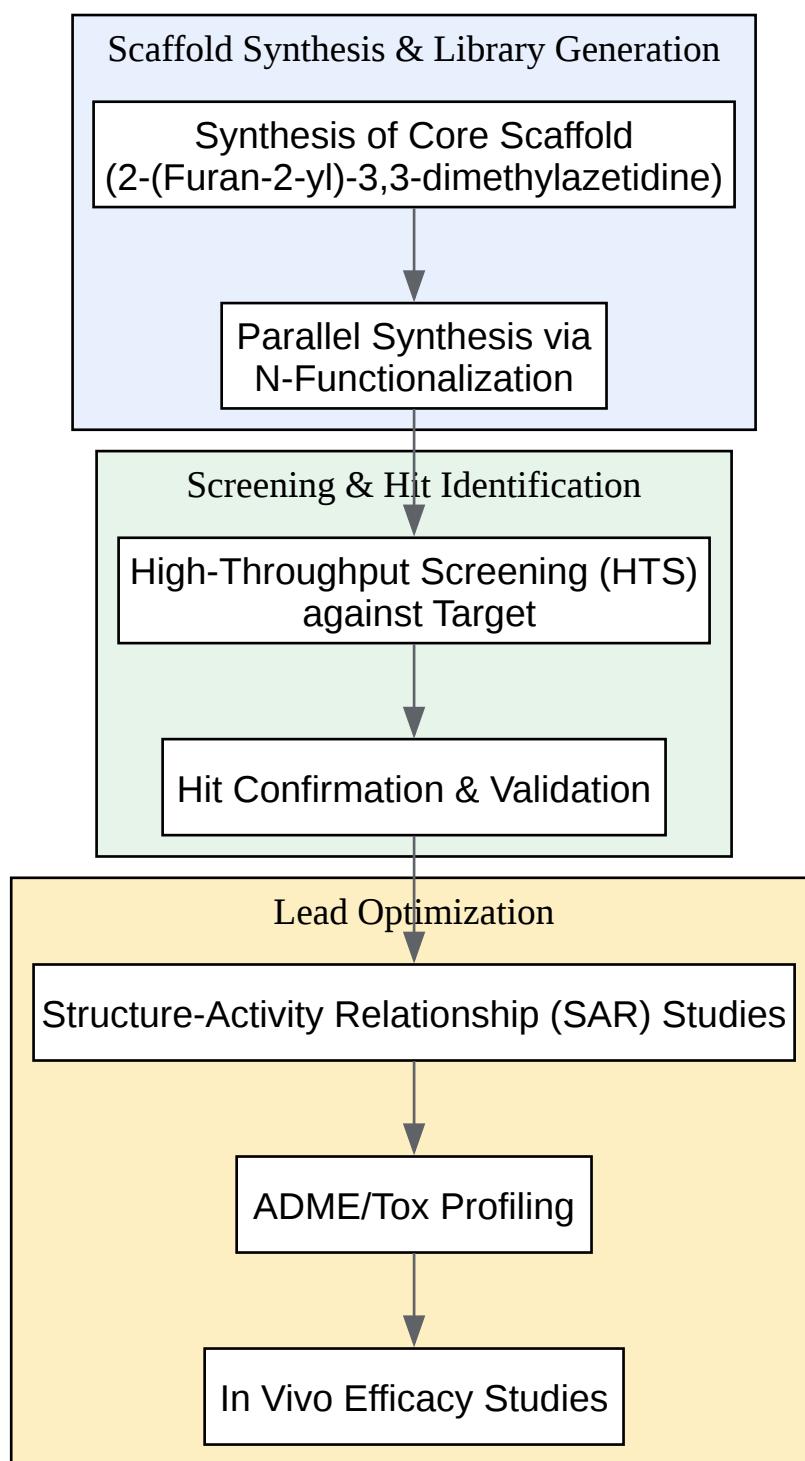 Scaffold Synthesis & Library Generation
Synthesis of Core Scaffold
(2-(Furan-2-yl)-3,3-dimethylazetidine)
Parallel Synthesis via
N-Functionalization
Screening & Hit Identification
High-Throughput Screening (HTS)
against Target
Hit Confirmation & Validation
Lead Optimization
Structure-Activity Relationship (SAR) Studies
ADME/Tox Profiling
In Vivo Efficacy Studies